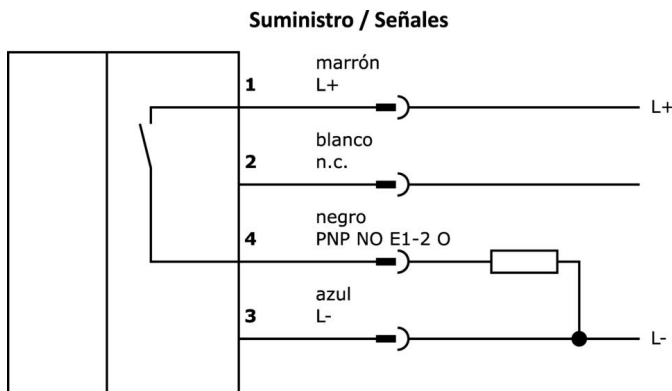 Suministro / Señales
marrón
1 L+ L+
blanco
2 n.c.
negro
4 PNP NO E1-2 O
azul
3 L- L-